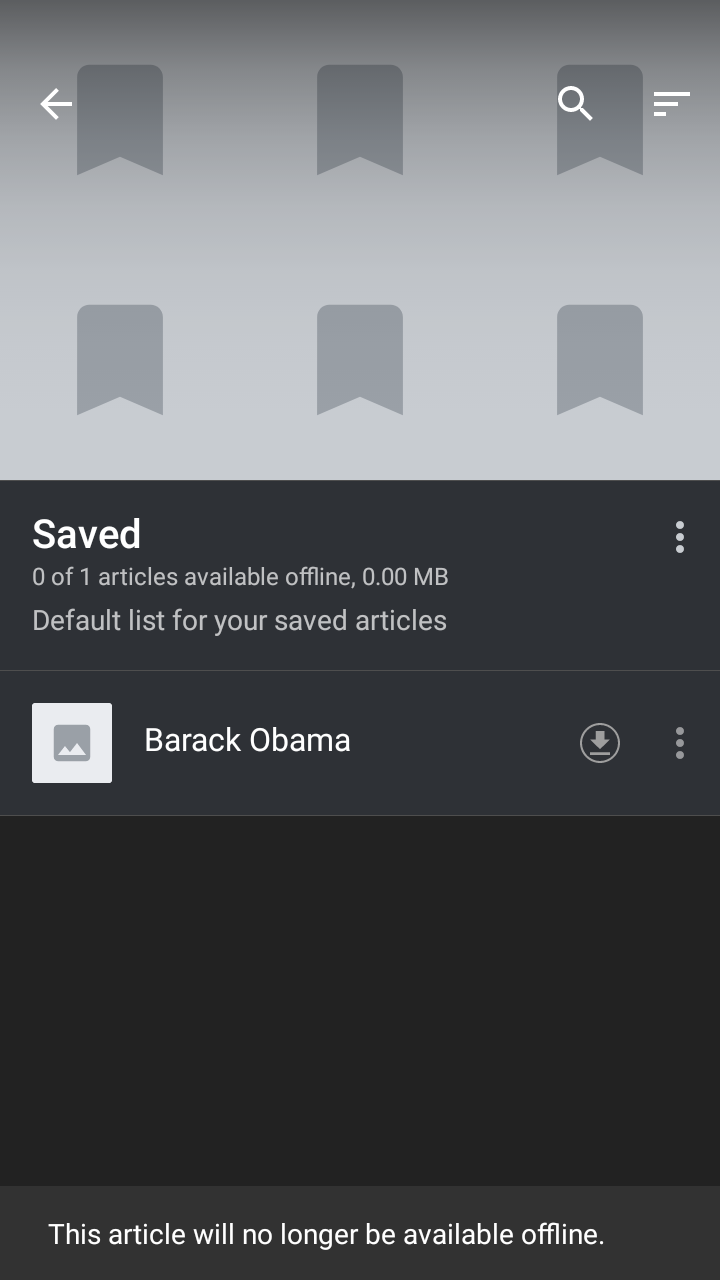 Saved
0 of 1 articles available offline, 0.00 MB
Default list for your saved articles
Barack Obama
This article will no longer be available offline.